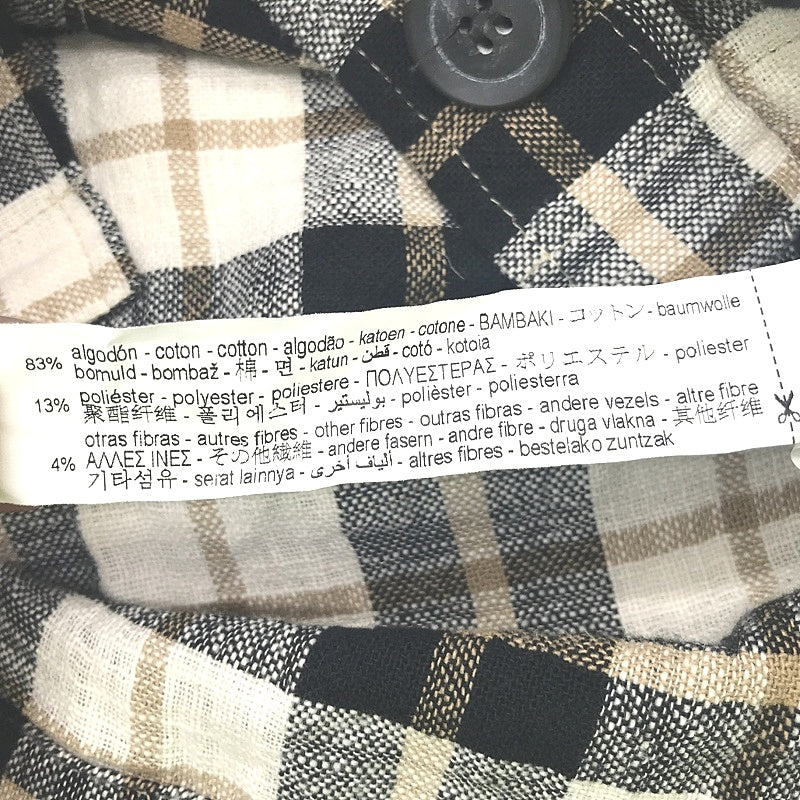 83% algodón - coton - cotton - algodão - katoen - cotone - BAMBAKI - コットン - baumwolle
bomuld - bombaž - 棉 - 면 - katun - قطن - cotó - kotoia
13% poliéster - polyester - poliestere - ΠΟΛΥΕΣΤΕΡΑΣ - ポリエステル - poliester
聚酯纤维 - 폴리에스터 - بوليستير - polièster - poliesterra
otras fibras - autres fibres - other fibres - outras fibras - andere vezels - altre fibre
4% ΑΛΛΕΣ ΙΝΕΣ - その他繊維 - andere fasern - andre fibre - druga vlakna - 其他纤维
기타섬유 - serat lainnya - ألياف أخرى - altres fibres - bestelako zuntzak